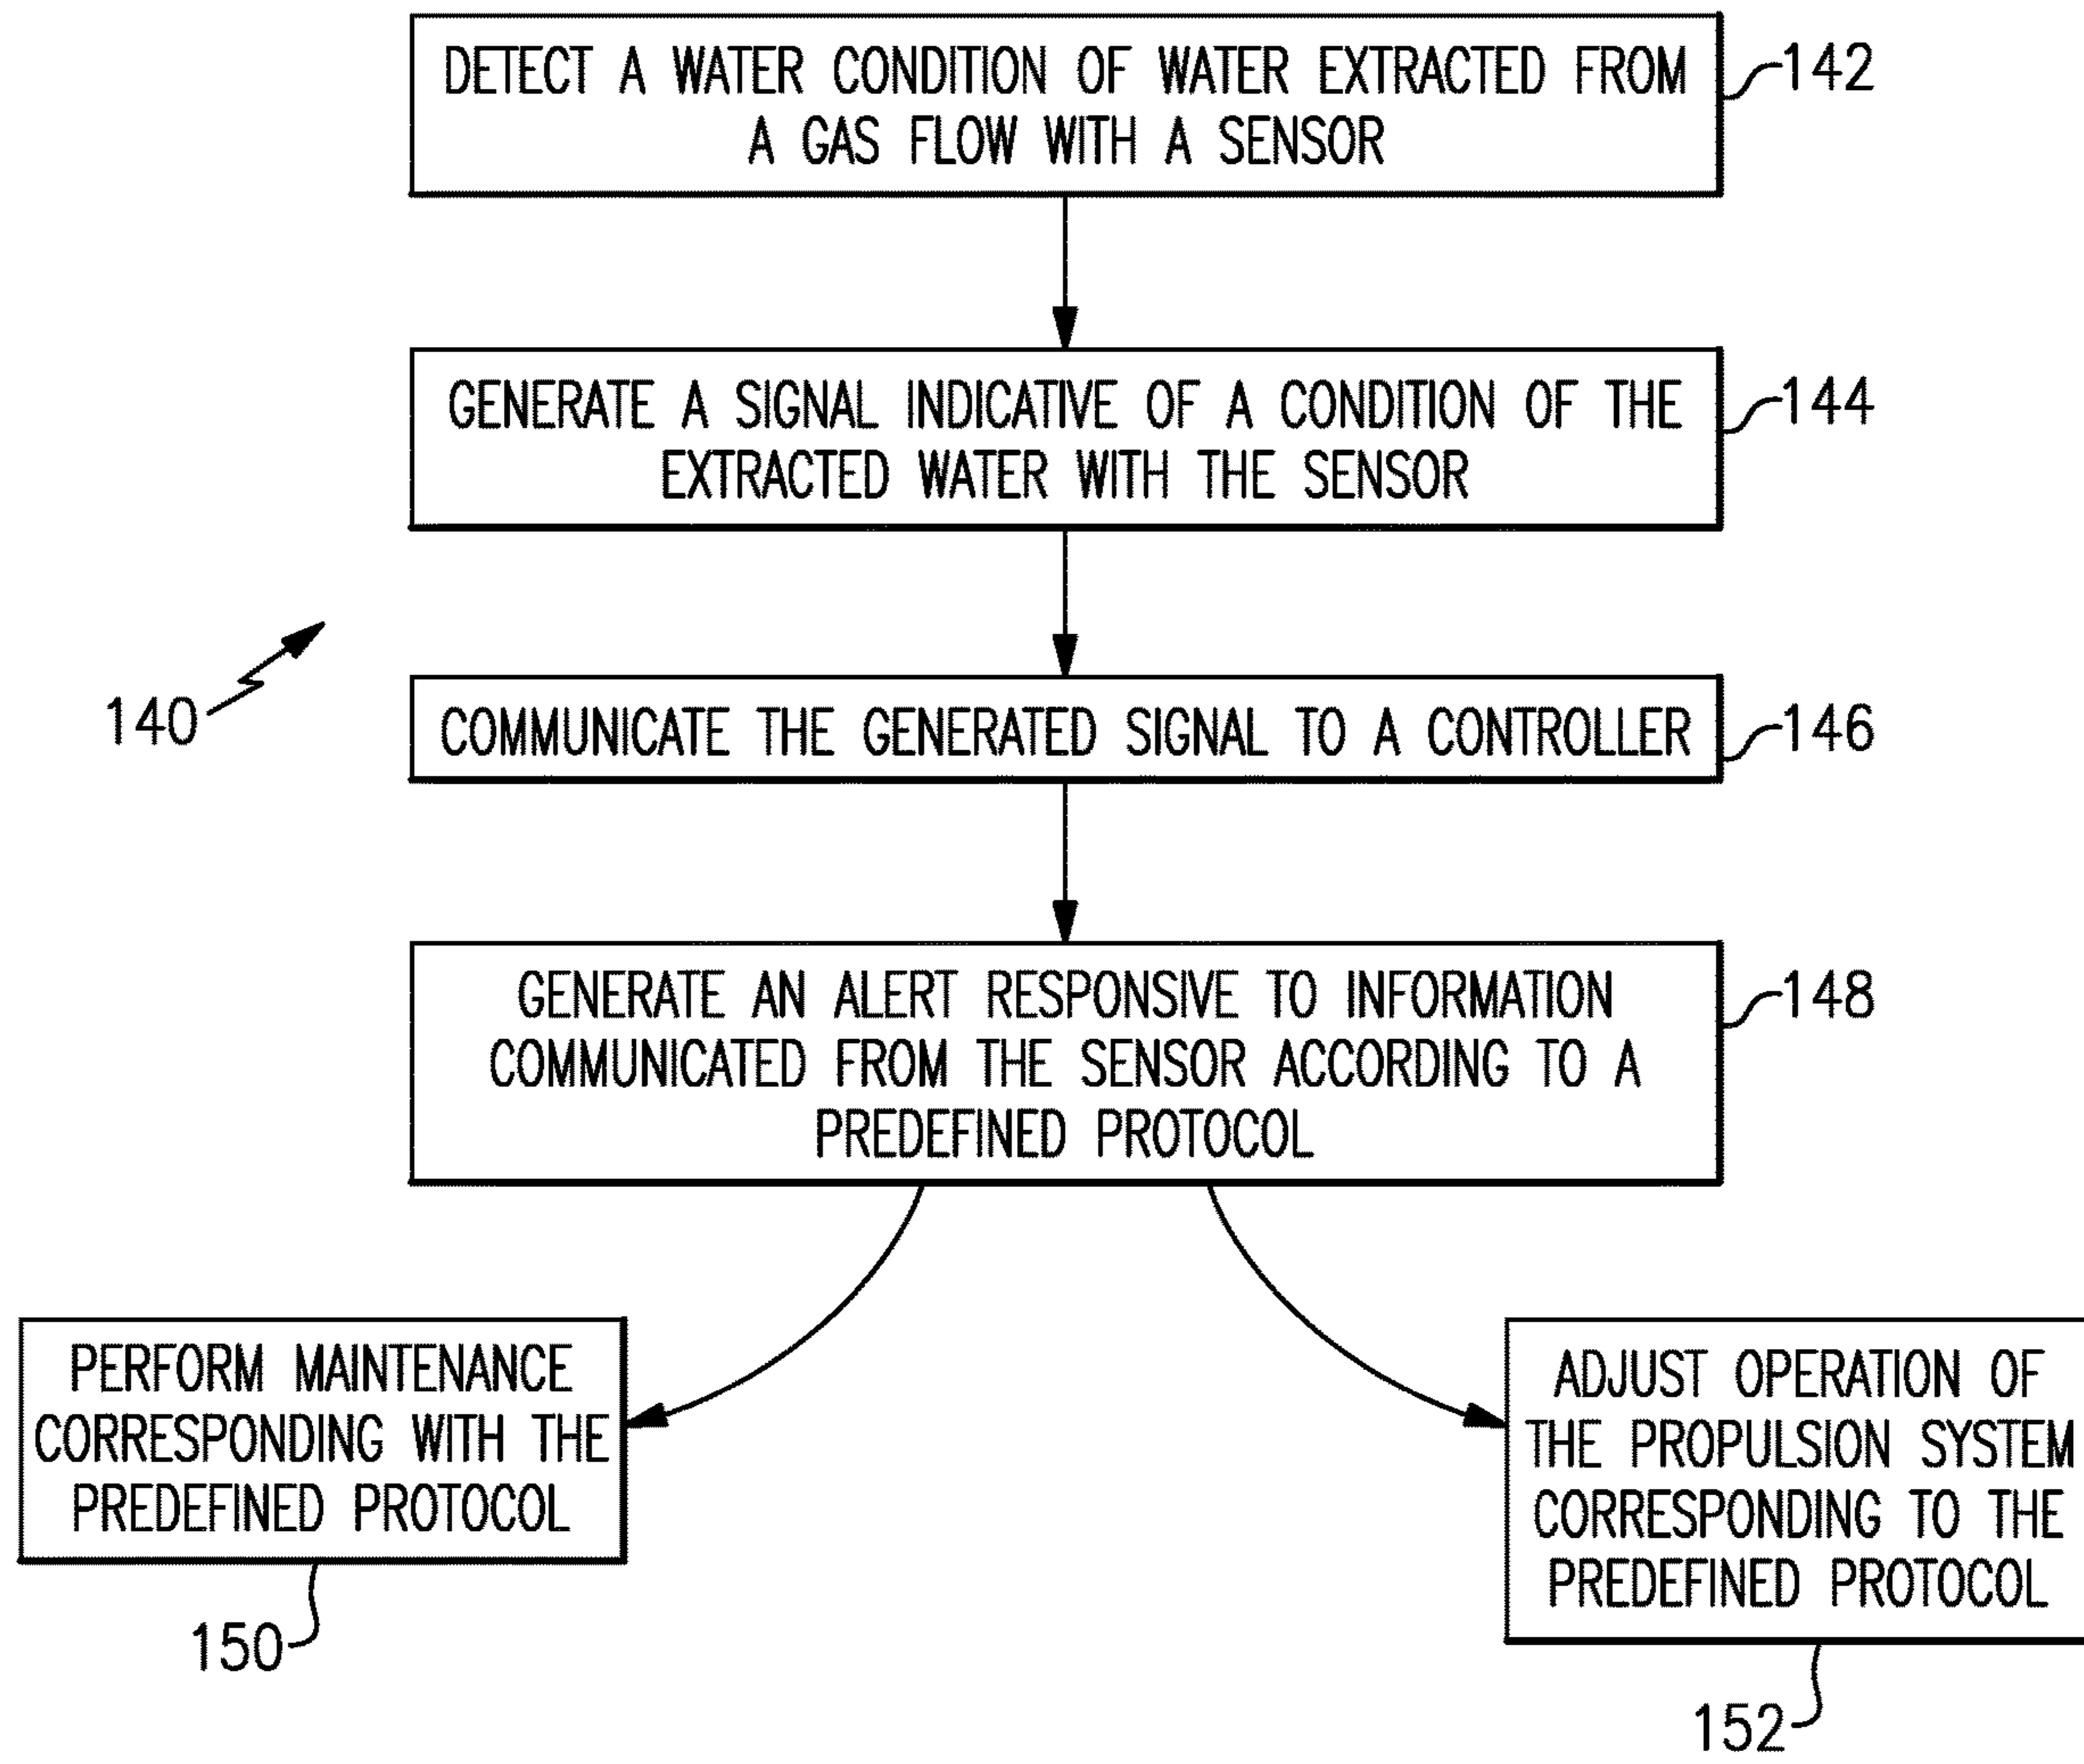 DETECT A WATER CONDITION OF WATER EXTRACTED FROM
A GAS FLOW WITH A SENSOR
142
GENERATE A SIGNAL INDICATIVE OF A CONDITION OF THE
EXTRACTED WATER WITH THE SENSOR
144
140
COMMUNICATE THE GENERATED SIGNAL TO A CONTROLLER
146
GENERATE AN ALERT RESPONSIVE TO INFORMATION
COMMUNICATED FROM THE SENSOR ACCORDING TO A
PREDEFINED PROTOCOL
148
PERFORM MAINTENANCE
CORRESPONDING WITH THE
PREDEFINED PROTOCOL
150
ADJUST OPERATION OF
THE PROPULSION SYSTEM
CORRESPONDING TO THE
PREDEFINED PROTOCOL
152